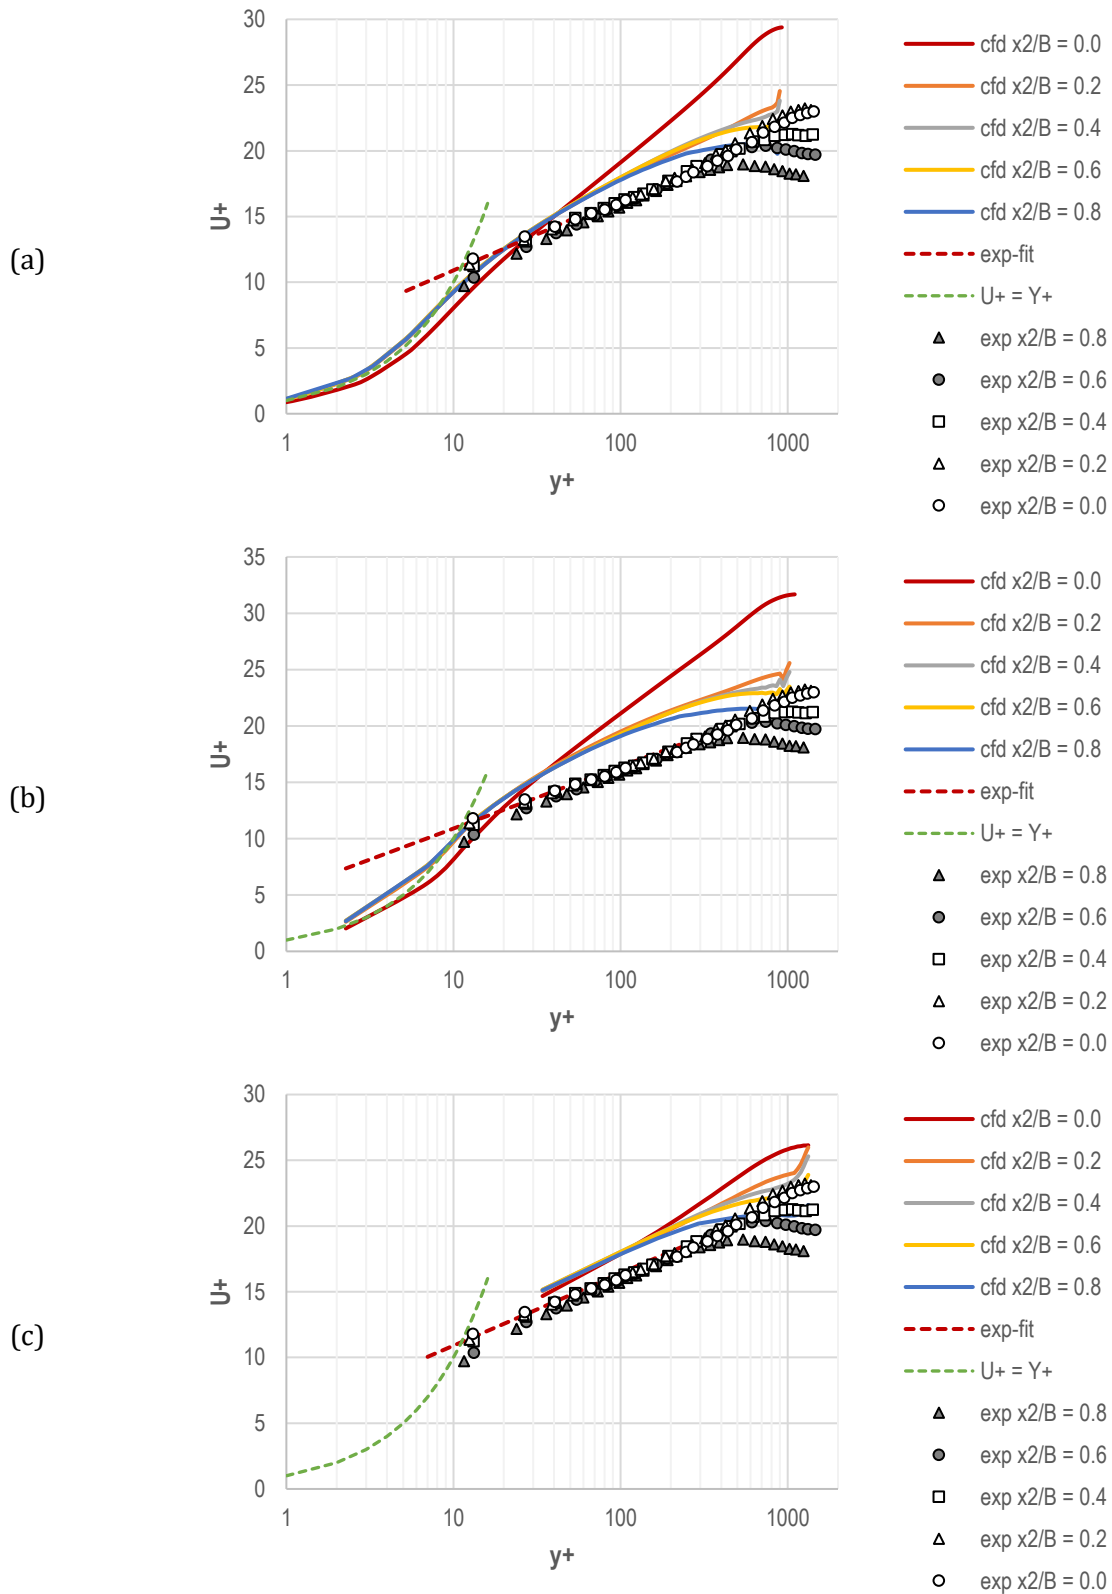 (a)
30
25
20
15
10
5
0
U+
1 10 100 1000
y+
cfd x2/B = 0.0
cfd x2/B = 0.2
cfd x2/B = 0.4
cfd x2/B = 0.6
cfd x2/B = 0.8
exp-fit
U+ = Y+
exp x2/B = 0.8
exp x2/B = 0.6
exp x2/B = 0.4
exp x2/B = 0.2
exp x2/B = 0.0
(b)
35
30
25
20
15
10
5
0
U+
1 10 100 1000
y+
cfd x2/B = 0.0
cfd x2/B = 0.2
cfd x2/B = 0.4
cfd x2/B = 0.6
cfd x2/B = 0.8
exp-fit
U+ = Y+
exp x2/B = 0.8
exp x2/B = 0.6
exp x2/B = 0.4
exp x2/B = 0.2
exp x2/B = 0.0
(c)
30
25
20
15
10
5
0
U+
1 10 100 1000
y+
cfd x2/B = 0.0
cfd x2/B = 0.2
cfd x2/B = 0.4
cfd x2/B = 0.6
cfd x2/B = 0.8
exp-fit
U+ = Y+
exp x2/B = 0.8
exp x2/B = 0.6
exp x2/B = 0.4
exp x2/B = 0.2
exp x2/B = 0.0